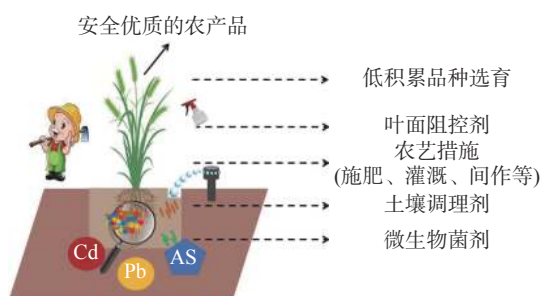 安全优质的农产品
低积累品种选育
叶面阻控剂
农艺措施
(施肥、灌溉、间作等)
土壤调理剂
微生物菌剂
Cd
Pb
AS